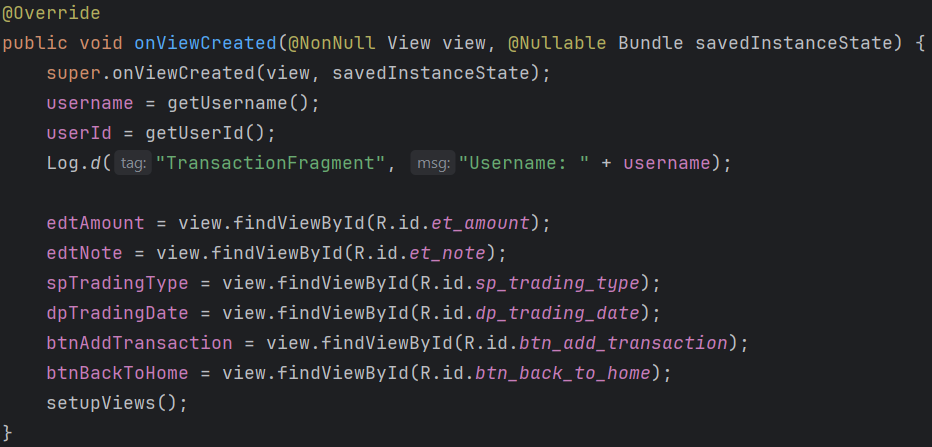 @Override
public void onViewCreated(@NonNull View view, @Nullable Bundle savedInstanceState) {
    super.onViewCreated(view, savedInstanceState);
    username = getUsername();
    userId = getUserId();
    Log.d( tag: "TransactionFragment", msg: "Username: " + username);

    edtAmount = view.findViewById(R.id.et_amount);
    edtNote = view.findViewById(R.id.et_note);
    spTradingType = view.findViewById(R.id.sp_trading_type);
    dpTradingDate = view.findViewById(R.id.dp_trading_date);
    btnAddTransaction = view.findViewById(R.id.btn_add_transaction);
    btnBackToHome = view.findViewById(R.id.btn_back_to_home);
    setupViews();
}